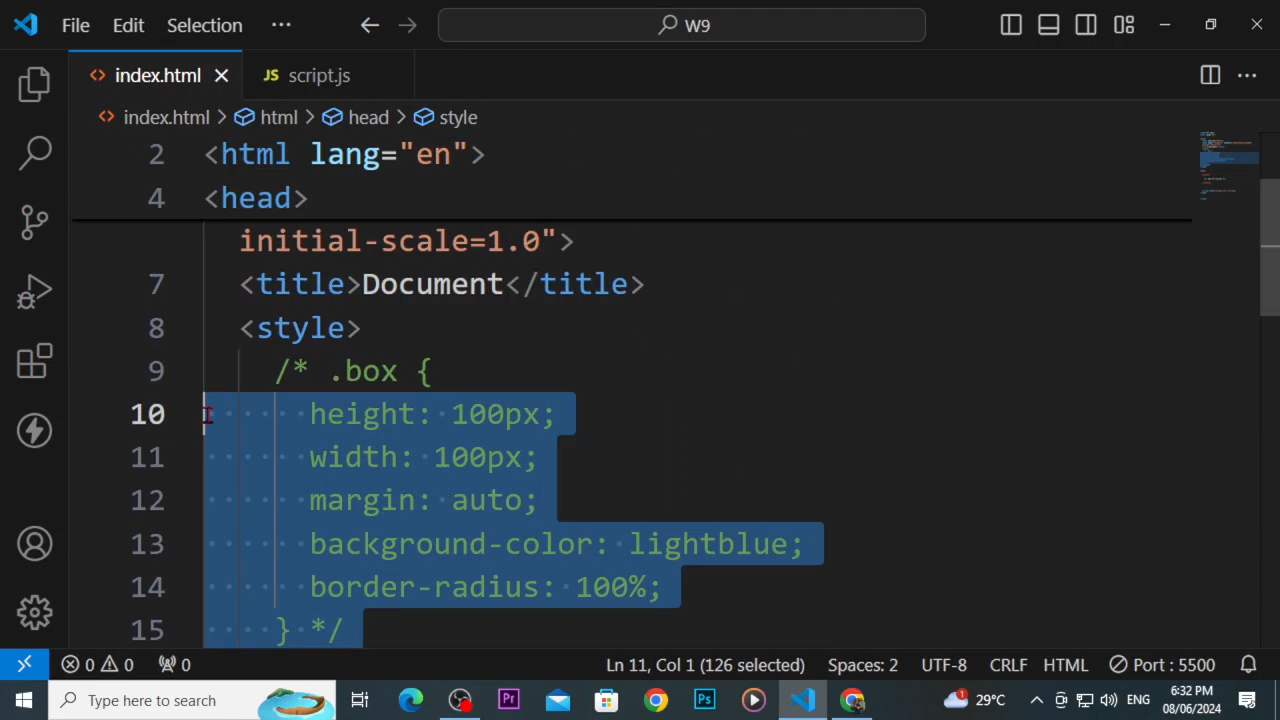 File Edit Selection ··· W9
index.html script.js
JS
index.html > html > head > style
2 <html lang="en">
4 <head>
initial-scale=1.0">
7 <title>Document</title>
8 <style>
9 /* .box {
10 height: 100px;
11 width: 100px;
12 margin: auto;
13 background-color: lightblue;
14 border-radius: 100%;
15 } */
0 0 0 Ln 11, Col 1 (126 selected) Spaces: 2 UTF-8 CRLF HTML Port : 5500
Type here to search Pr Ps 1 29°C ENG 6:32 PM
08/06/2024